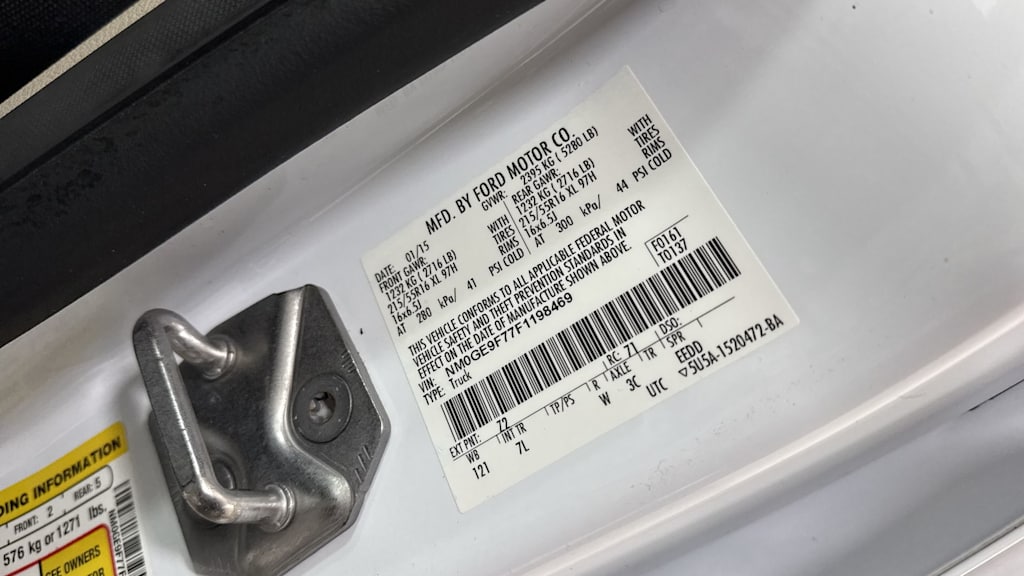 MFD. BY FORD MOTOR CO.
DATE: 01/15 GVWR: 2395 KG ( 5280 LB)
FRONT GAWR: REAR GAWR:
1232 KG ( 2716 LB) WITH 1232 KG ( 2716 LB) WITH
215/55R16 XL 97H TIRES 215/55R16 XL 97H TIRES
16x6.5J RIMS 16x6.5J RIMS
AT 280 kPa/ 41 PSI COLD AT 300 kPa/ 44 PSI COLD
THIS VEHICLE CONFORMS TO ALL APPLICABLE FEDERAL MOTOR
VEHICLE SAFETY AND THEFT PREVENTION STANDARDS IN
EFFECT ON THE DATE OF MANUFACTURE SHOWN ABOVE.
VIN: NM0GE9F77F1198469
TYPE: Truck
F0161
T0137
EXT PNT: 72 RC: 71 DSO:
WB INT TR TP/PS R AXLE TR SPR EEDD
121 7L W 3C UTC ▽5U5A-1520472-BA
DING INFORMATION
FRONT: 2 REAR: 5
576 kg or 1271 lbs.
SEE OWNERS